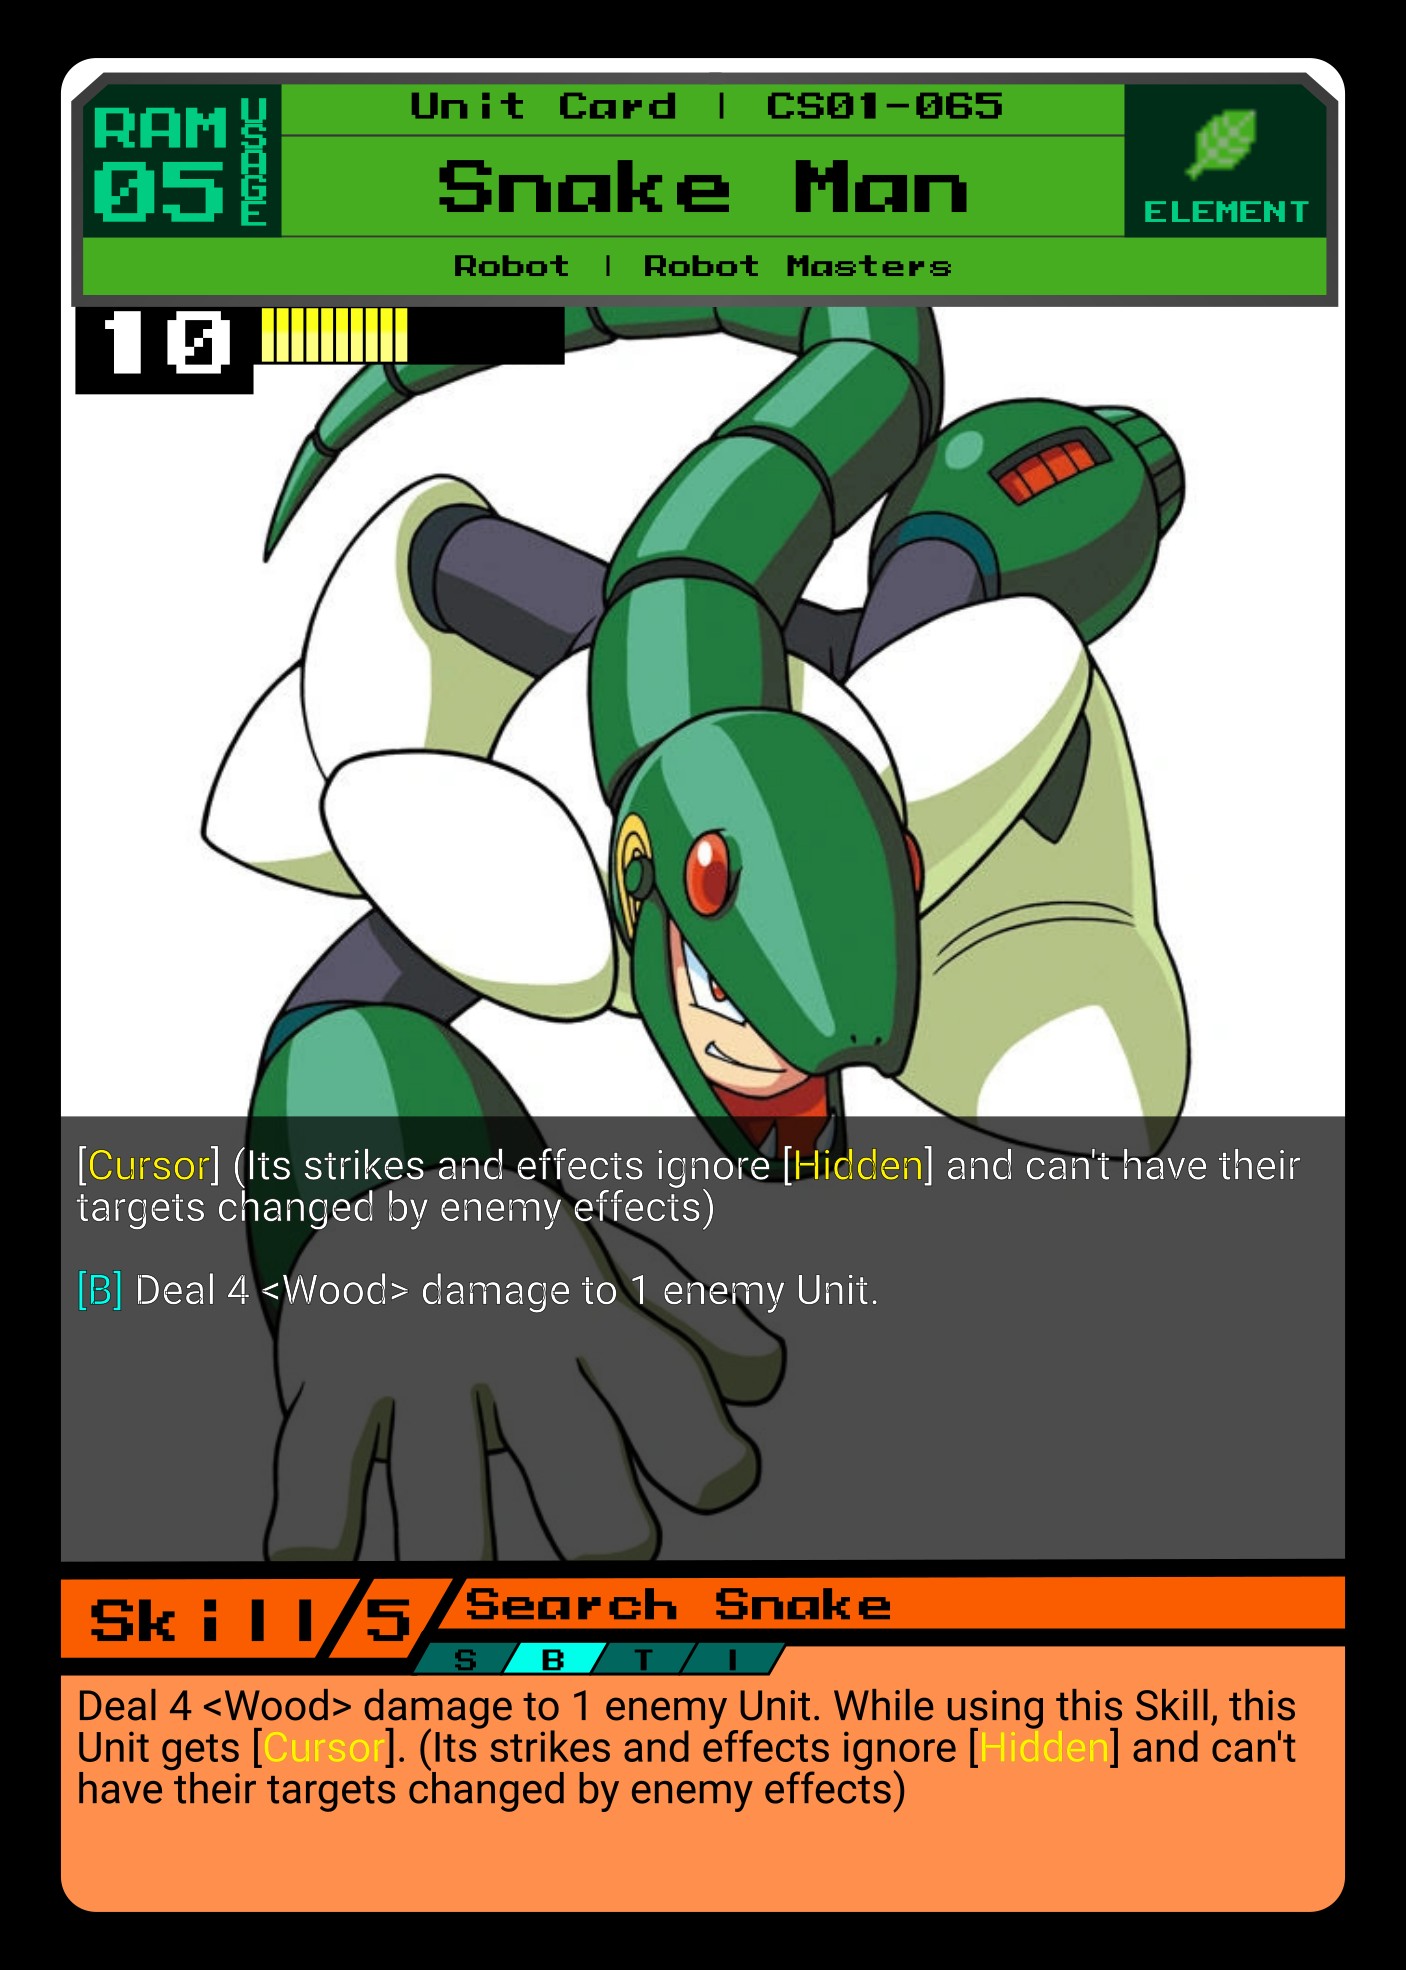 RAM
05
USAGE
Unit Card | CS01-065
Snake Man
ELEMENT
Robot | Robot Masters
10
[Cursor] (Its strikes and effects ignore [Hidden] and can't have their
targets changed by enemy effects)
[B] Deal 4 <Wood> damage to 1 enemy Unit.
Skill/5
Search Snake
S B T I
Deal 4 <Wood> damage to 1 enemy Unit. While using this Skill, this
Unit gets [Cursor]. (Its strikes and effects ignore [Hidden] and can't
have their targets changed by enemy effects)